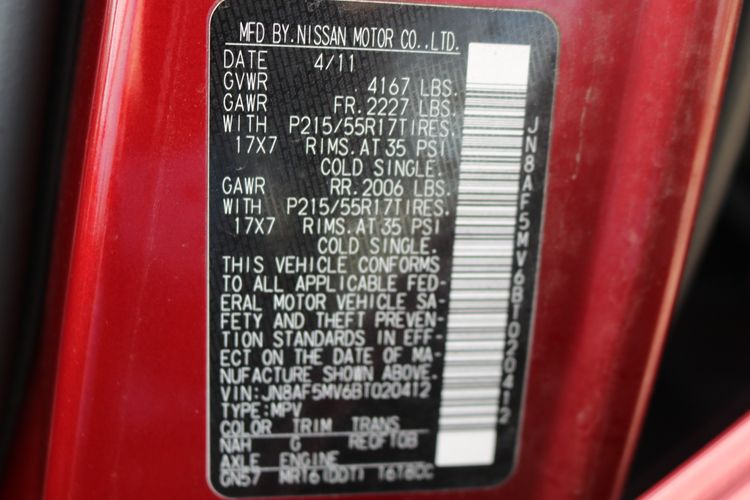 MFD BY.NISSAN MOTOR CO.,LTD.
DATE 4/11
GVWR 4167 LBS.
GAWR FR.2227 LBS.
WITH P215/55R17TIRES.
17X7 RIMS.AT 35 PSI
COLD SINGLE.
GAWR RR.2006 LBS.
WITH P215/55R17TIRES.
17X7 RIMS.AT 35 PSI
COLD SINGLE.
THIS VEHICLE CONFORMS
TO ALL APPLICABLE FED-
ERAL MOTOR VEHICLE SA-
FETY AND THEFT PREVEN-
TION STANDARDS IN EFF-
ECT ON THE DATE OF MA-
NUFACTURE SHOWN ABOVE.
VIN:JN8AF5MV6BT020412
TYPE:MPV
COLOR TRIM TRANS
NAH G RE0F10B
AXLE ENGINE
GN57 MR16DDT 1618CC
JN8AF5MV6BT020412